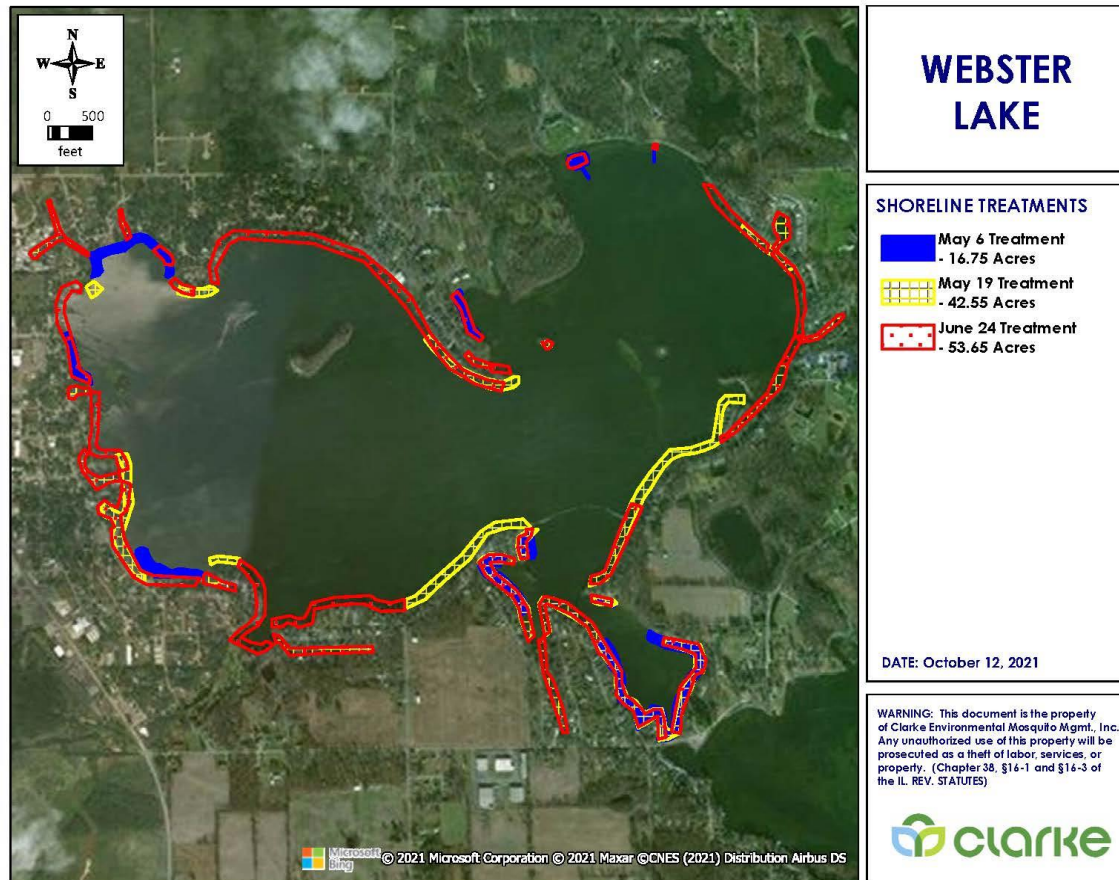 N
W E
S
0 500
feet
WEBSTER
LAKE
SHORELINE TREATMENTS
May 6 Treatment
- 16.75 Acres
May 19 Treatment
- 42.55 Acres
June 24 Treatment
- 53.65 Acres
DATE: October 12, 2021
WARNING: This document is the property
of Clarke Environmental Mosquito Mgmt., Inc.
Any unauthorized use of this property will be
prosecuted as a theft of labor, services, or
property. (Chapter 38, §16-1 and §16-3 of
the IL. REV. STATUTES)
clarke
Microsoft
Bing
© 2021 Microsoft Corporation © 2021 Maxar ©CNES (2021) Distribution Airbus DS